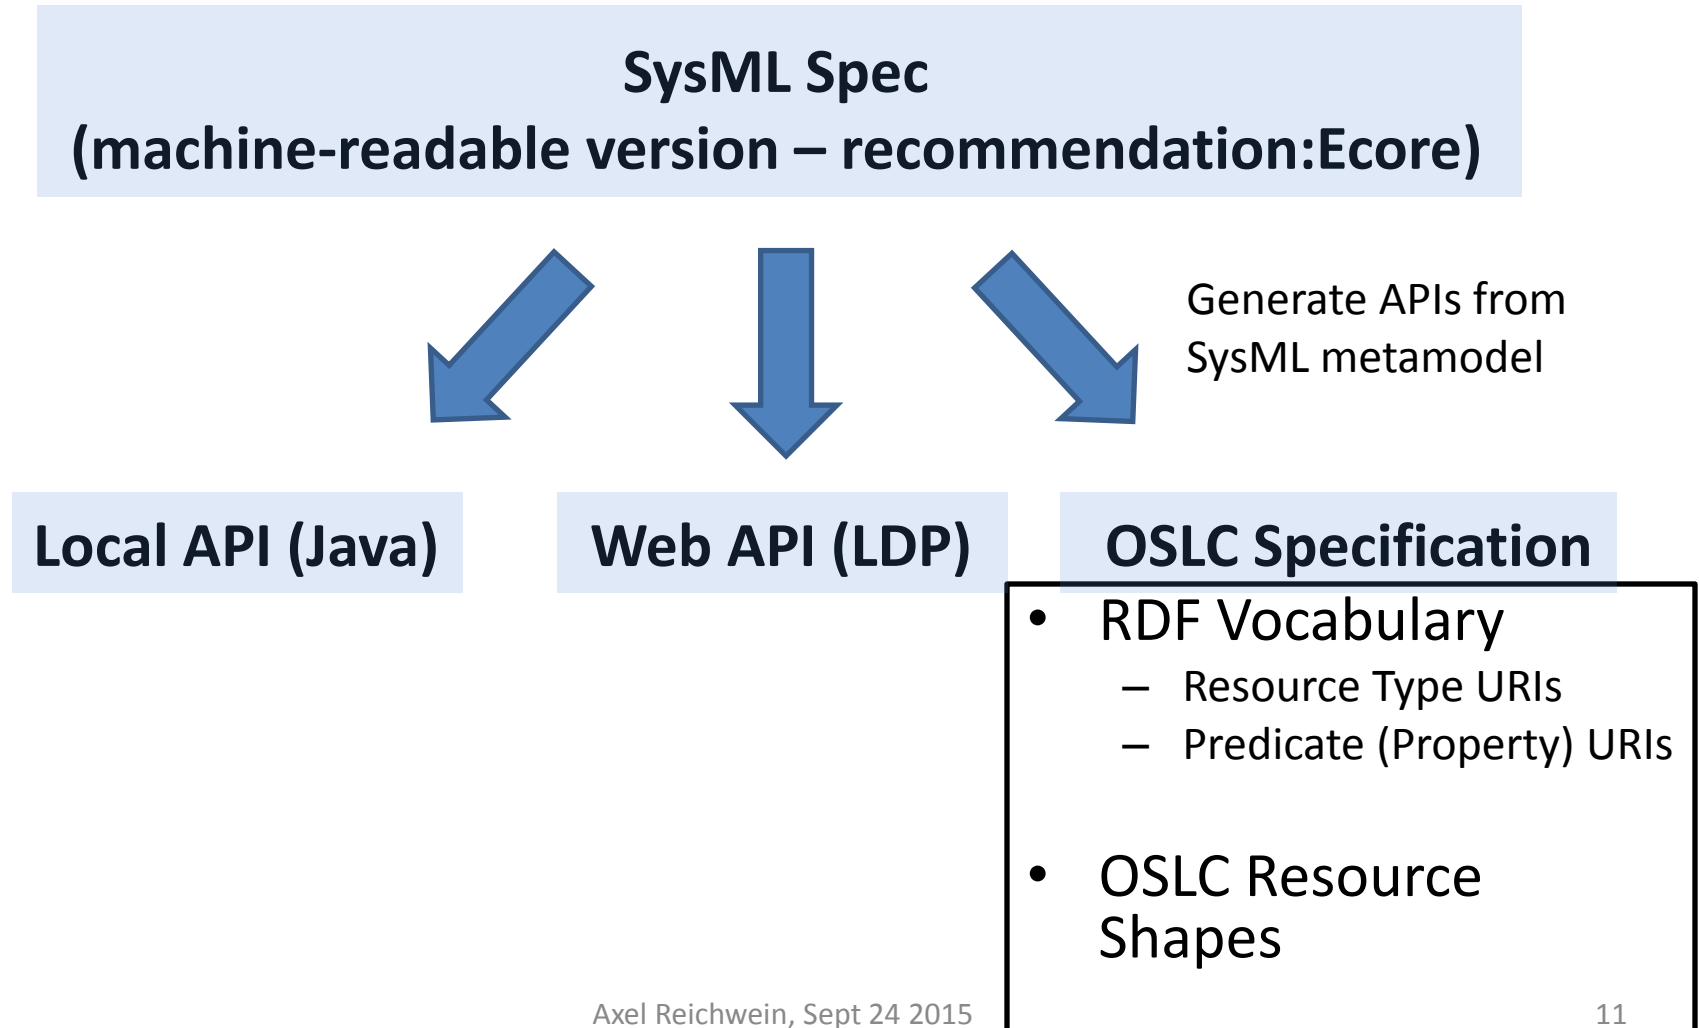 SysML Spec
(machine-readable version – recommendation:Ecore)
Generate APIs from
SysML metamodel
Local API (Java)
Web API (LDP)
OSLC Specification
• RDF Vocabulary
– Resource Type URIs
– Predicate (Property) URIs
• OSLC Resource
Shapes
Axel Reichwein, Sept 24 2015
11